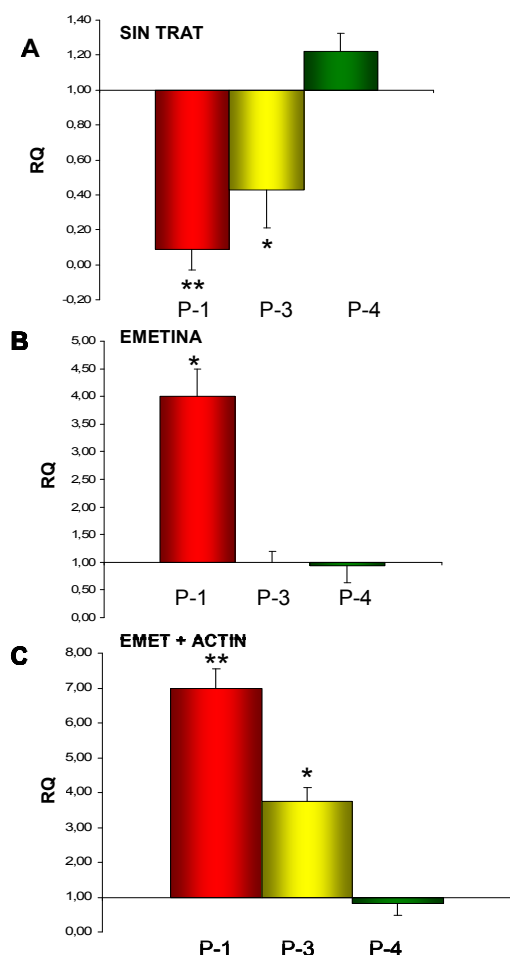 A
SIN TRAT
1,40
1,20
1,00
0,80
0,60
0,40
0,20
0,00
-0,20
RQ
**
*
P-1 P-3 P-4
B
EMETINA
5,00
4,50
4,00
3,50
3,00
2,50
2,00
1,50
1,00
0,50
0,00
RQ
*
P-1 P-3 P-4
C
EMET + ACTIN
8,00
7,00
6,00
5,00
4,00
3,00
2,00
1,00
0,00
RQ
**
*
P-1 P-3 P-4